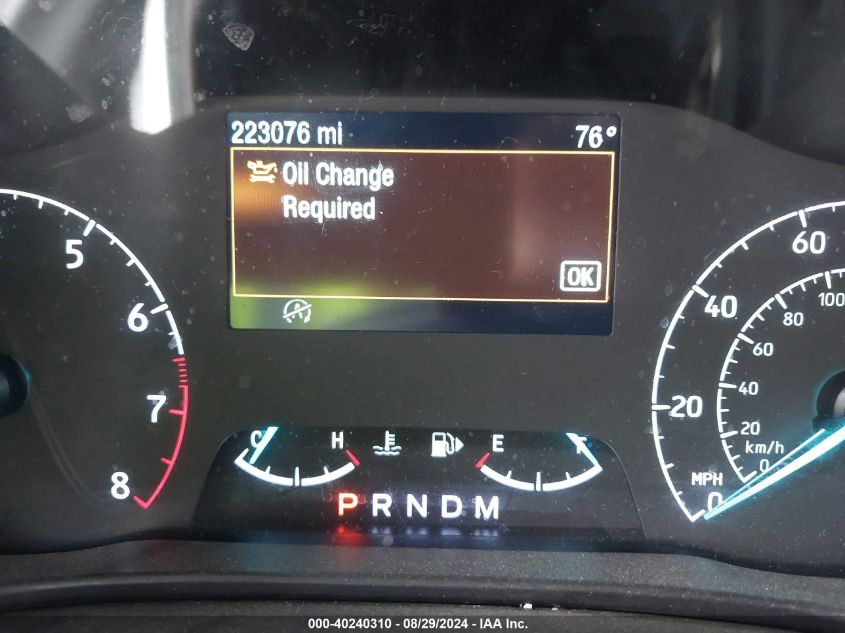 223076 mi 76°
Oil Change
Required
OK
5
6
7
8
C H
E F
P R N D M
60
40
20
0
MPH
100
80
60
40
20
0
km/h
000-40240310 - 08/29/2024 - IAA Inc.